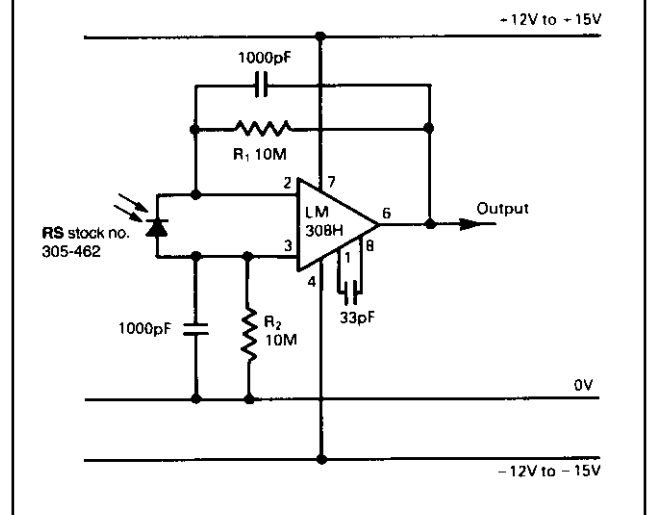 +12V to +15V
1000pF
R₁ 10M
2
7
LM
308H
6
Output
RS stock no.
305-462
3
1
8
4
33pF
1000pF
R₂
10M
0V
−12V to −15V